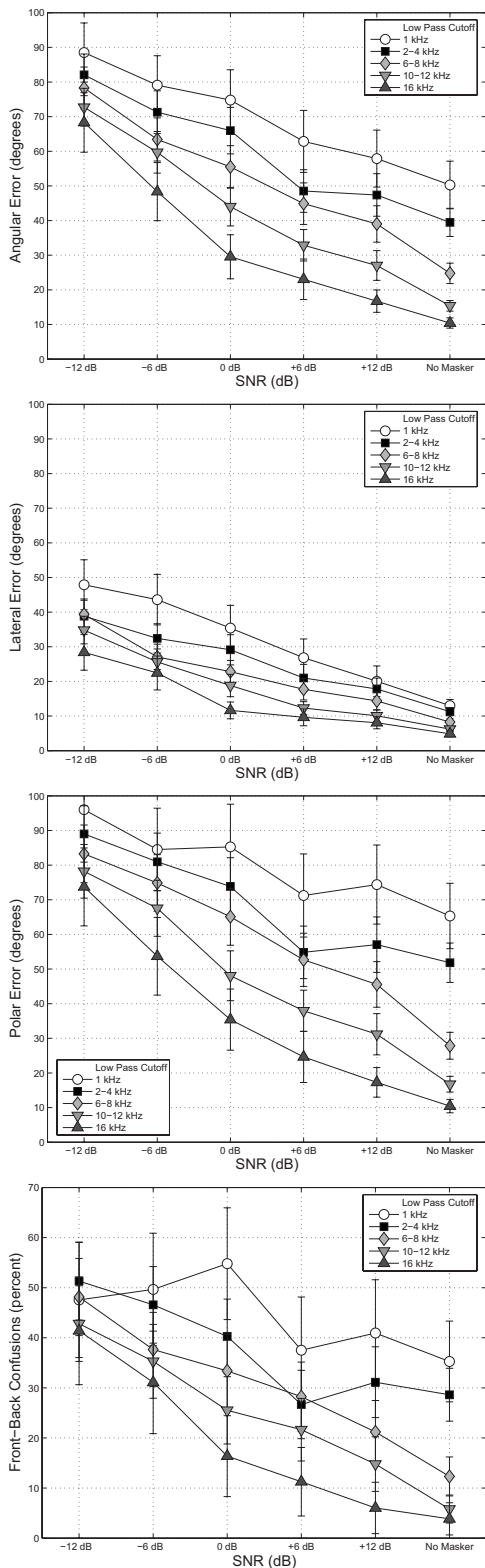 100
90
80
70
60
50
40
30
20
10
0
Angular Error (degrees)
Low Pass Cutoff
1 kHz
2−4 kHz
6−8 kHz
10−12 kHz
16 kHz
−12 dB −6 dB 0 dB +6 dB +12 dB No Masker
SNR (dB)
100
90
80
70
60
50
40
30
20
10
0
Lateral Error (degrees)
Low Pass Cutoff
1 kHz
2−4 kHz
6−8 kHz
10−12 kHz
16 kHz
−12 dB −6 dB 0 dB +6 dB +12 dB No Masker
SNR (dB)
100
90
80
70
60
50
40
30
20
10
0
Polar Error (degrees)
Low Pass Cutoff
1 kHz
2−4 kHz
6−8 kHz
10−12 kHz
16 kHz
−12 dB −6 dB 0 dB +6 dB +12 dB No Masker
SNR (dB)
70
60
50
40
30
20
10
0
Front−Back Confusions (percent)
Low Pass Cutoff
1 kHz
2−4 kHz
6−8 kHz
10−12 kHz
16 kHz
−12 dB −6 dB 0 dB +6 dB +12 dB No Masker
SNR (dB)